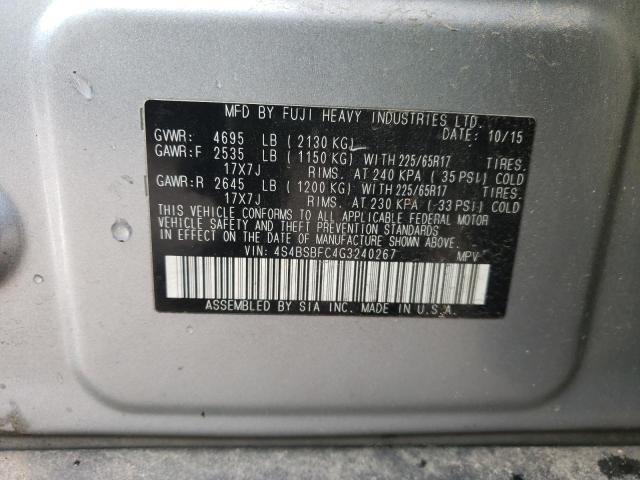 MFD BY FUJI HEAVY INDUSTRIES LTD.
DATE: 10/15
GVWR: 4695 LB ( 2130 KG)
GAWR:F 2535 LB ( 1150 KG) WITH 225/65R17 TIRES.
17X7J RIMS. AT 240 KPA ( 35 PSI) COLD
GAWR:R 2645 LB ( 1200 KG) WITH 225/65R17 TIRES.
17X7J RIMS. AT 230 KPA ( 33 PSI) COLD
THIS VEHICLE CONFORMS TO ALL APPLICABLE FEDERAL MOTOR
VEHICLE SAFETY AND THEFT PREVENTION STANDARDS
IN EFFECT ON THE DATE OF MANUFACTURE SHOWN ABOVE.
VIN: 4S4BSBFC4G3240267 MPV
ASSEMBLED BY SIA INC. MADE IN U.S.A.